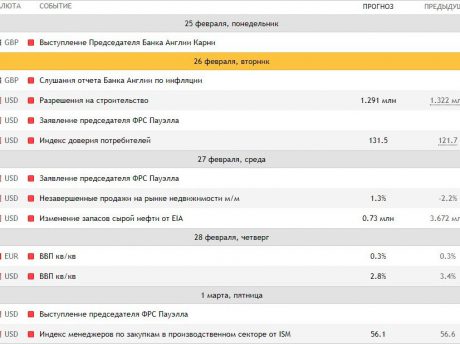 АЛЮТА СОБЫТИЕ ПРОГНОЗ ПРЕДЫДУ
25 февраля, понедельник
GBP Выступление Председателя Банка Англии Карни
26 февраля, вторник
GBP Слушания отчета Банка Англии по инфляции
USD Разрешения на строительство 1.291 млн 1.322 мл
USD Заявление председателя ФРС Пауэлла
USD Индекс доверия потребителей 131.5 121.7
27 февраля, среда
USD Заявление председателя ФРС Пауэлла
USD Незавершенные продажи на рынке недвижимости м/м 1.3% -2.2%
USD Изменение запасов сырой нефти от EIA 0.73 млн 3.672 м
28 февраля, четверг
EUR ВВП кв/кв 0.3% 0.3%
USD ВВП кв/кв 2.8% 3.4%
1 марта, пятница
USD Выступление председателя ФРС Пауэлла
USD Индекс менеджеров по закупкам в производственном секторе от ISM 56.1 56.6